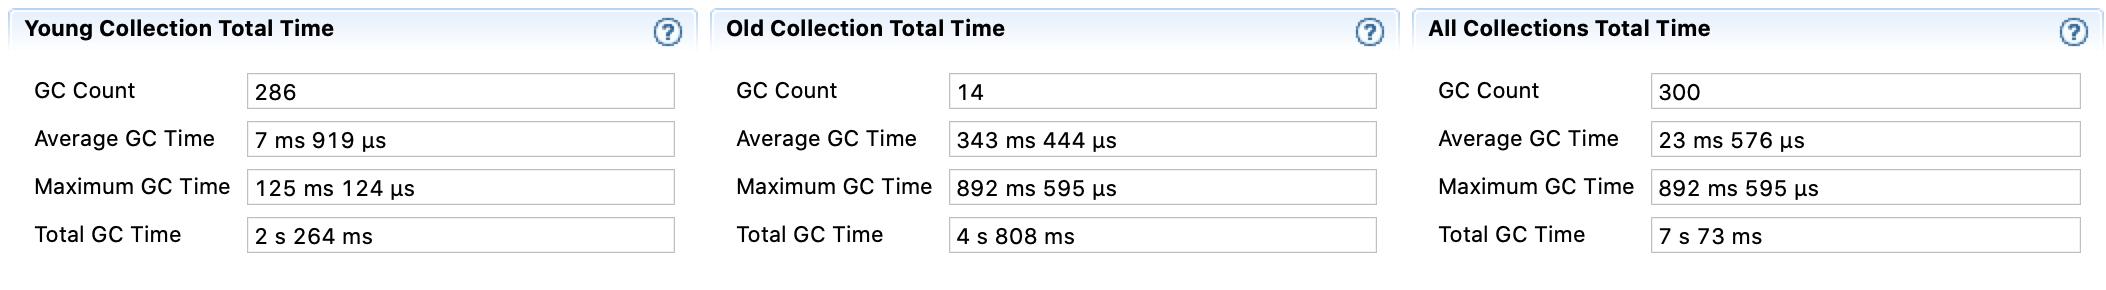 Young Collection Total Time
GC Count 286
Average GC Time 7 ms 919 µs
Maximum GC Time 125 ms 124 µs
Total GC Time 2 s 264 ms
Old Collection Total Time
GC Count 14
Average GC Time 343 ms 444 µs
Maximum GC Time 892 ms 595 µs
Total GC Time 4 s 808 ms
All Collections Total Time
GC Count 300
Average GC Time 23 ms 576 µs
Maximum GC Time 892 ms 595 µs
Total GC Time 7 s 73 ms